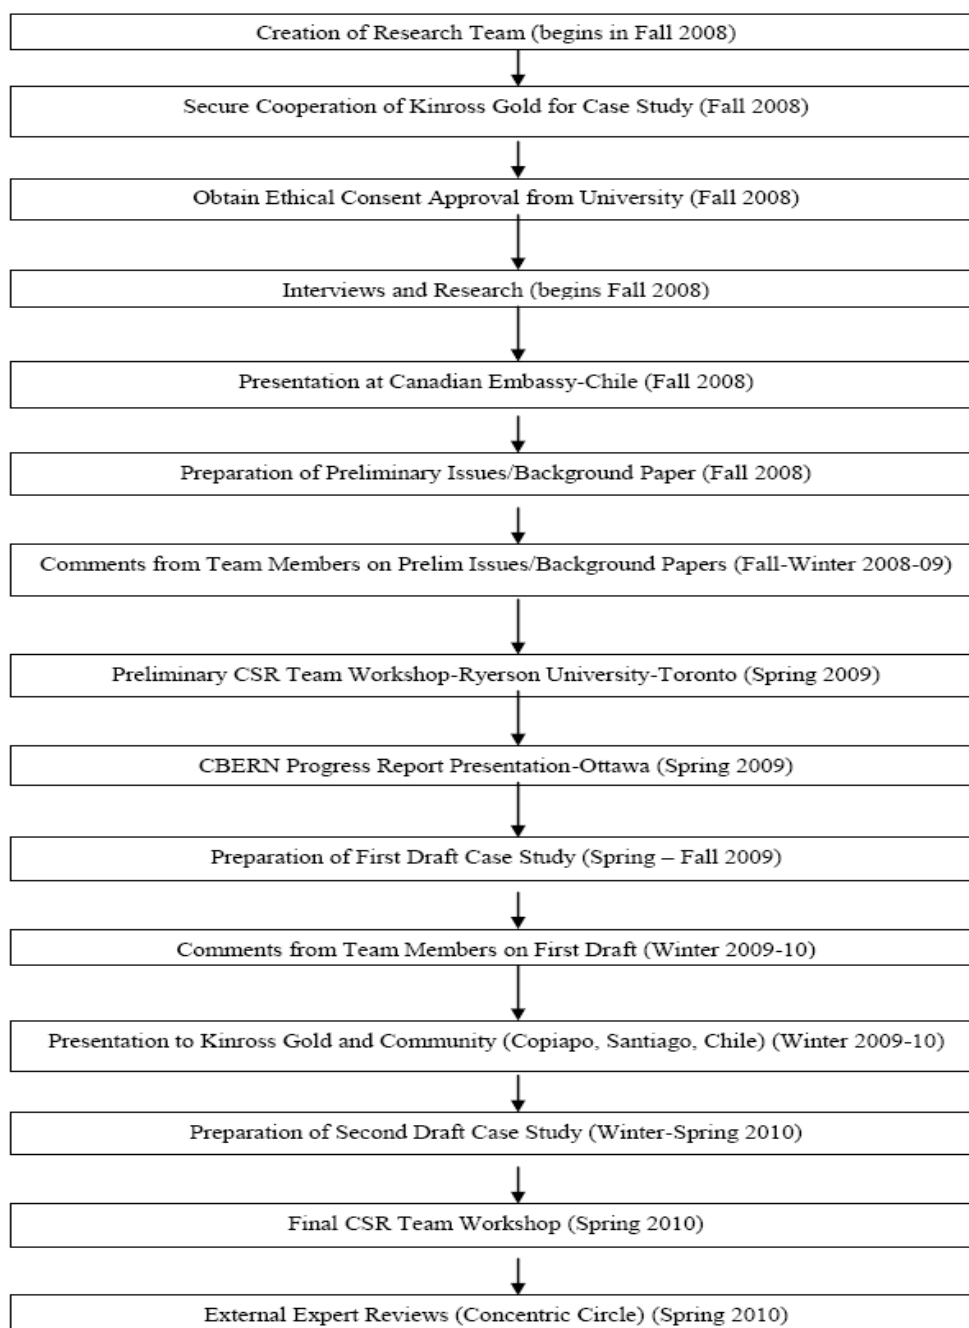 Creation of Research Team (begins in Fall 2008)
Secure Cooperation of Kinross Gold for Case Study (Fall 2008)
Obtain Ethical Consent Approval from University (Fall 2008)
Interviews and Research (begins Fall 2008)
Presentation at Canadian Embassy-Chile (Fall 2008)
Preparation of Preliminary Issues/Background Paper (Fall 2008)
Comments from Team Members on Prelim Issues/Background Papers (Fall-Winter 2008-09)
Preliminary CSR Team Workshop-Ryerson University-Toronto (Spring 2009)
CBERN Progress Report Presentation-Ottawa (Spring 2009)
Preparation of First Draft Case Study (Spring – Fall 2009)
Comments from Team Members on First Draft (Winter 2009-10)
Presentation to Kinross Gold and Community (Copiapo, Santiago, Chile) (Winter 2009-10)
Preparation of Second Draft Case Study (Winter-Spring 2010)
Final CSR Team Workshop (Spring 2010)
External Expert Reviews (Concentric Circle) (Spring 2010)